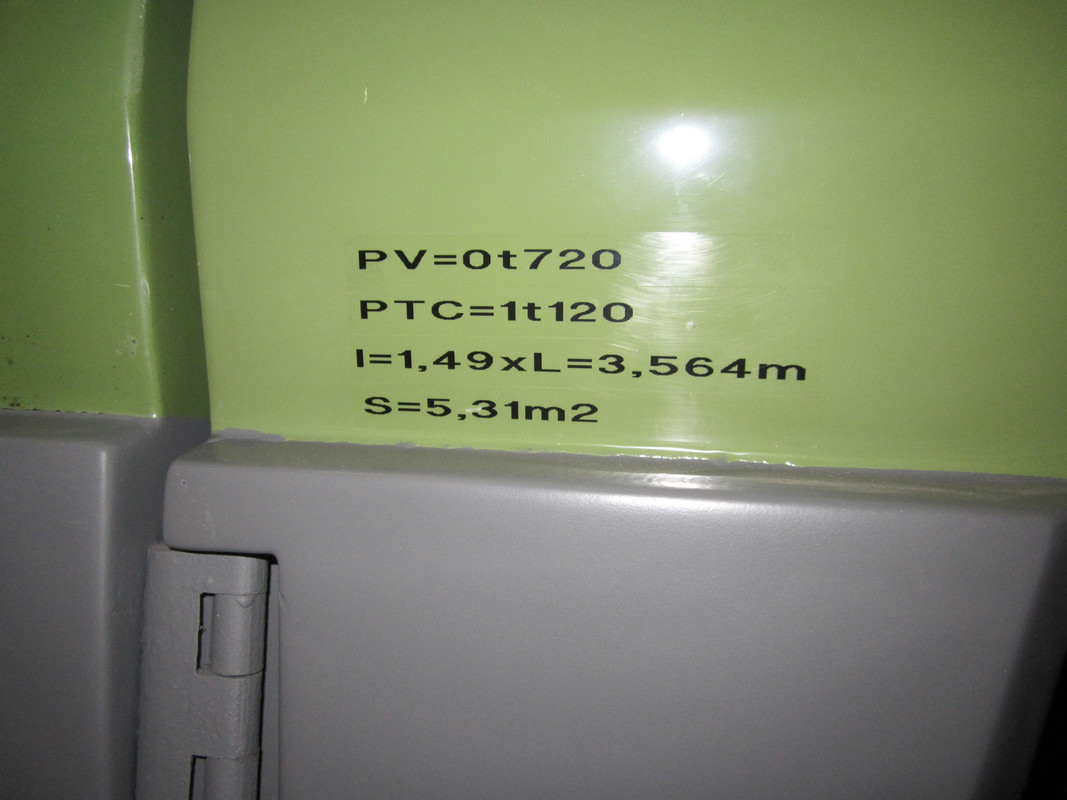 PV=0t720
PTC=1t120
l=1,49xL=3,564m
S=5,31m2